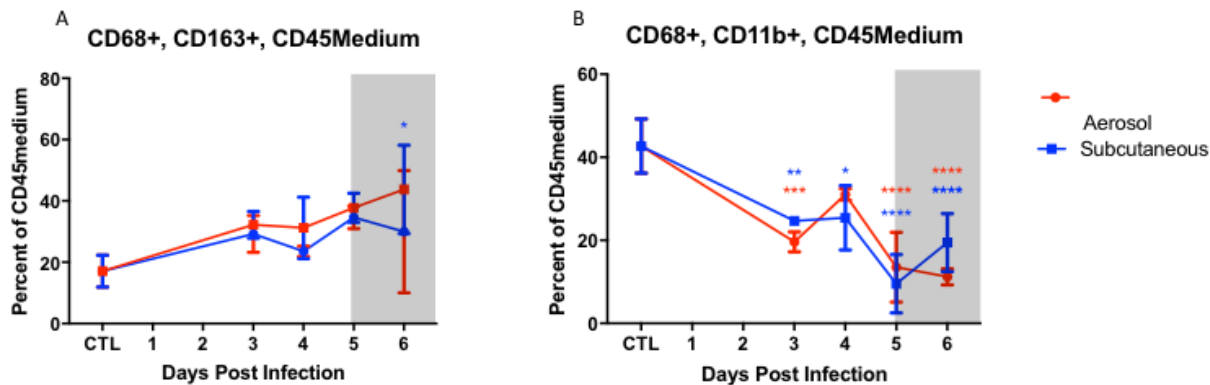 A
CD68+, CD163+, CD45Medium
Percent of CD45medium
80
60
40
20
0
*
CTL 1 2 3 4 5 6
Days Post Infection
B
CD68+, CD11b+, CD45Medium
Percent of CD45medium
60
40
20
0
** * **** ****
*** **** ****
CTL 1 2 3 4 5 6
Days Post Infection
Aerosol
Subcutaneous